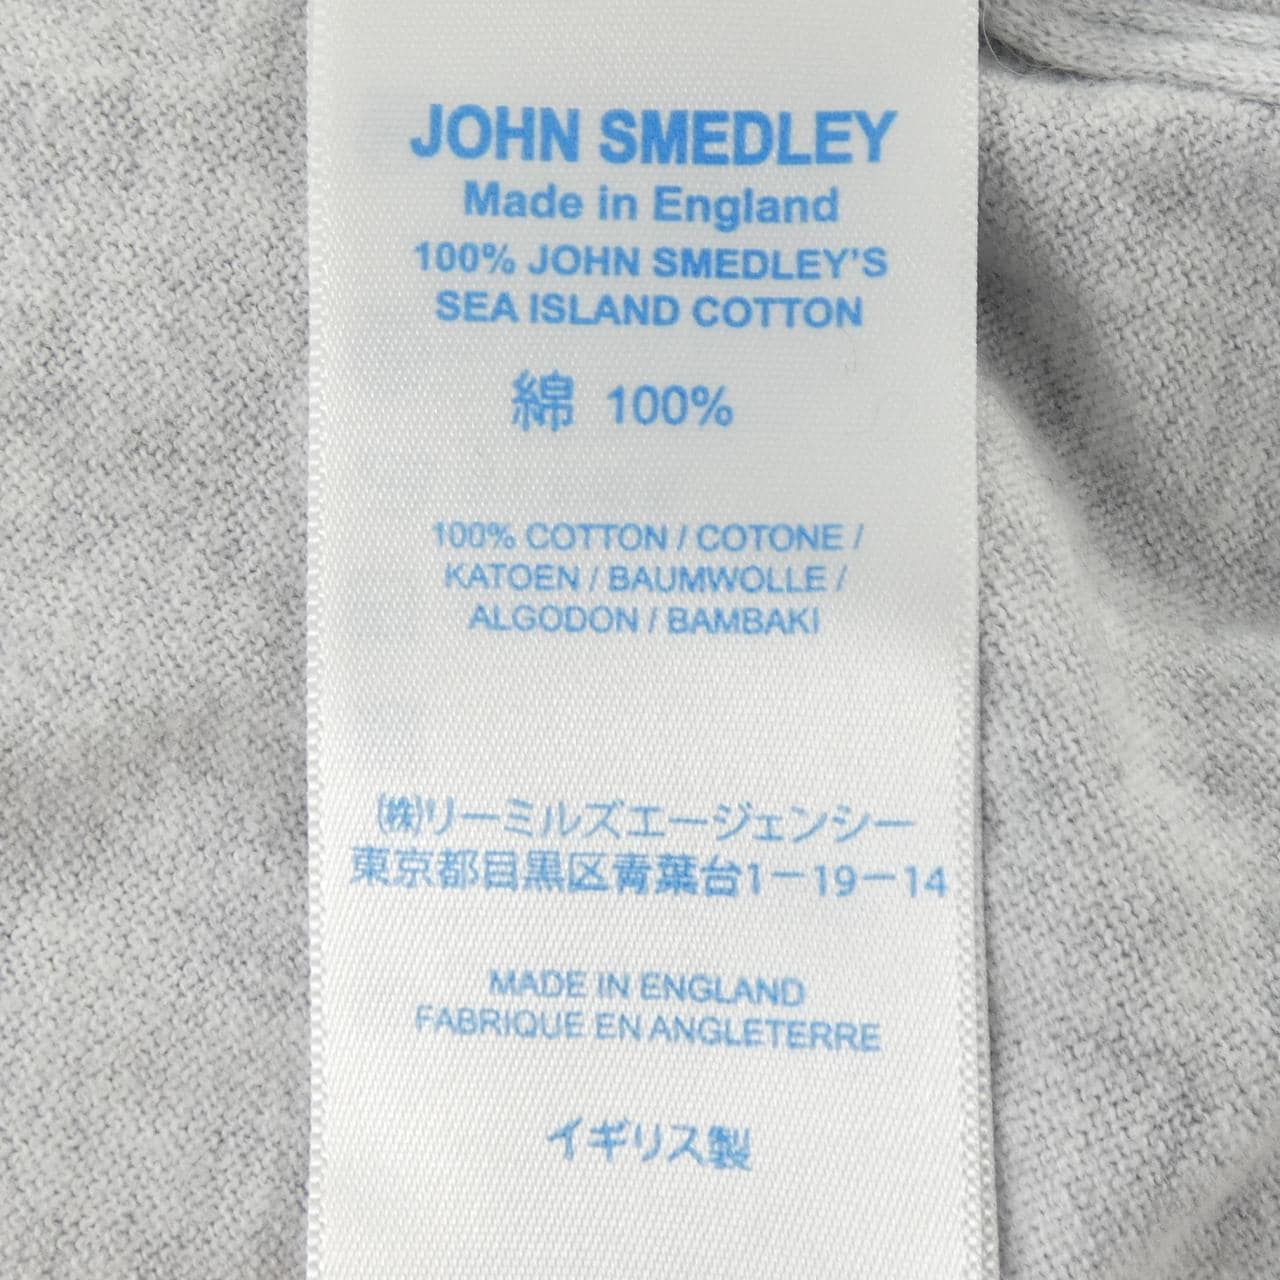 JOHN SMEDLEY
Made in England
100% JOHN SMEDLEY'S
SEA ISLAND COTTON
綿 100%
100% COTTON / COTONE /
KATOEN / BAUMWOLLE /
ALGODON / BAMBAKI
㈱リーミルズエージェンシー
東京都目黒区青葉台1－19－14
MADE IN ENGLAND
FABRIQUE EN ANGLETERRE
イギリス製